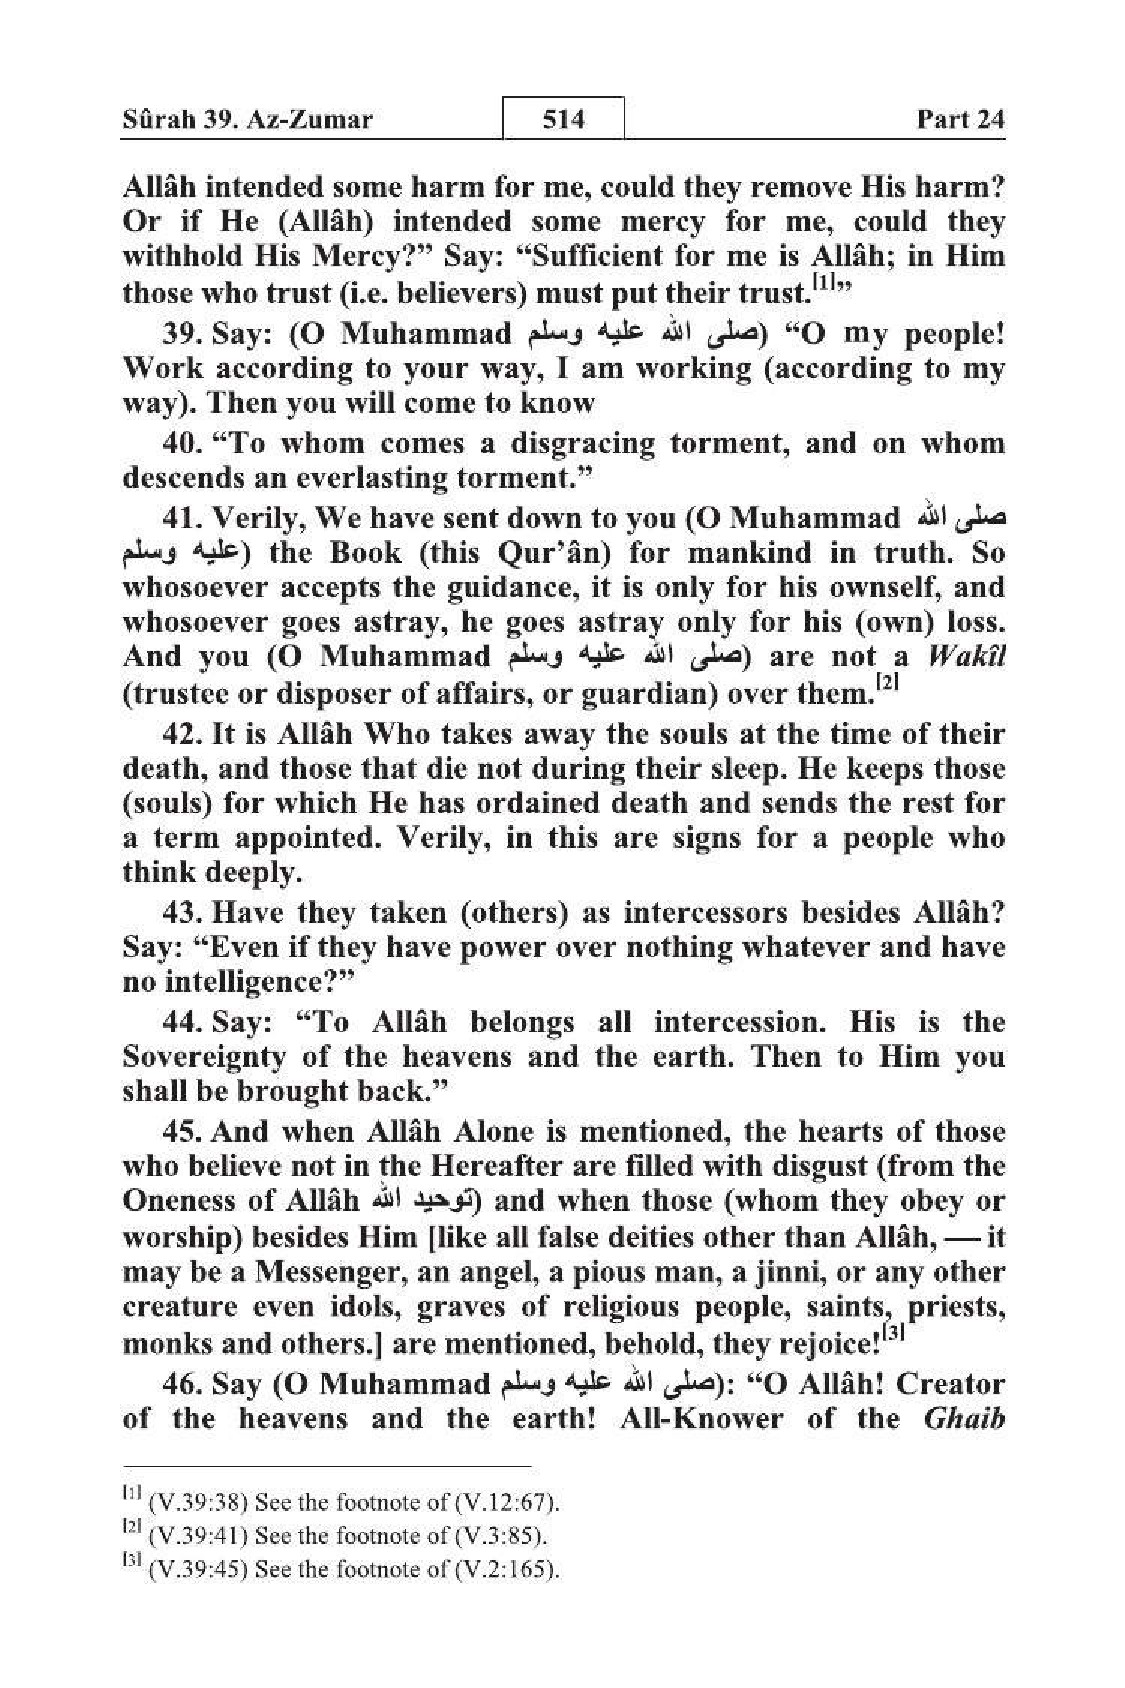 Sûrah 39. Az-Zumar 514 Part 24
Allâh intended some harm for me, could they remove His harm?
Or if He (Allâh) intended some mercy for me, could they
withhold His Mercy?” Say: “Sufficient for me is Allâh; in Him
those who trust (i.e. believers) must put their trust.[1]”
39. Say: (O Muhammad صلى الله عليه وسلم) “O my people!
Work according to your way, I am working (according to my
way). Then you will come to know
40. “To whom comes a disgracing torment, and on whom
descends an everlasting torment.”
41. Verily, We have sent down to you (O Muhammad صلى الله
عليه وسلم) the Book (this Qur’ân) for mankind in truth. So
whosoever accepts the guidance, it is only for his ownself, and
whosoever goes astray, he goes astray only for his (own) loss.
And you (O Muhammad صلى الله عليه وسلم) are not a Wakîl
(trustee or disposer of affairs, or guardian) over them.[2]
42. It is Allâh Who takes away the souls at the time of their
death, and those that die not during their sleep. He keeps those
(souls) for which He has ordained death and sends the rest for
a term appointed. Verily, in this are signs for a people who
think deeply.
43. Have they taken (others) as intercessors besides Allâh?
Say: “Even if they have power over nothing whatever and have
no intelligence?”
44. Say: “To Allâh belongs all intercession. His is the
Sovereignty of the heavens and the earth. Then to Him you
shall be brought back.”
45. And when Allâh Alone is mentioned, the hearts of those
who believe not in the Hereafter are filled with disgust (from the
Oneness of Allâh توحيد الله) and when those (whom they obey or
worship) besides Him [like all false deities other than Allâh, — it
may be a Messenger, an angel, a pious man, a jinni, or any other
creature even idols, graves of religious people, saints, priests,
monks and others.] are mentioned, behold, they rejoice![3]
46. Say (O Muhammad صلى الله عليه وسلم): “O Allâh! Creator
of the heavens and the earth! All-Knower of the Ghaib
[1] (V.39:38) See the footnote of (V.12:67).
[2] (V.39:41) See the footnote of (V.3:85).
[3] (V.39:45) See the footnote of (V.2:165).